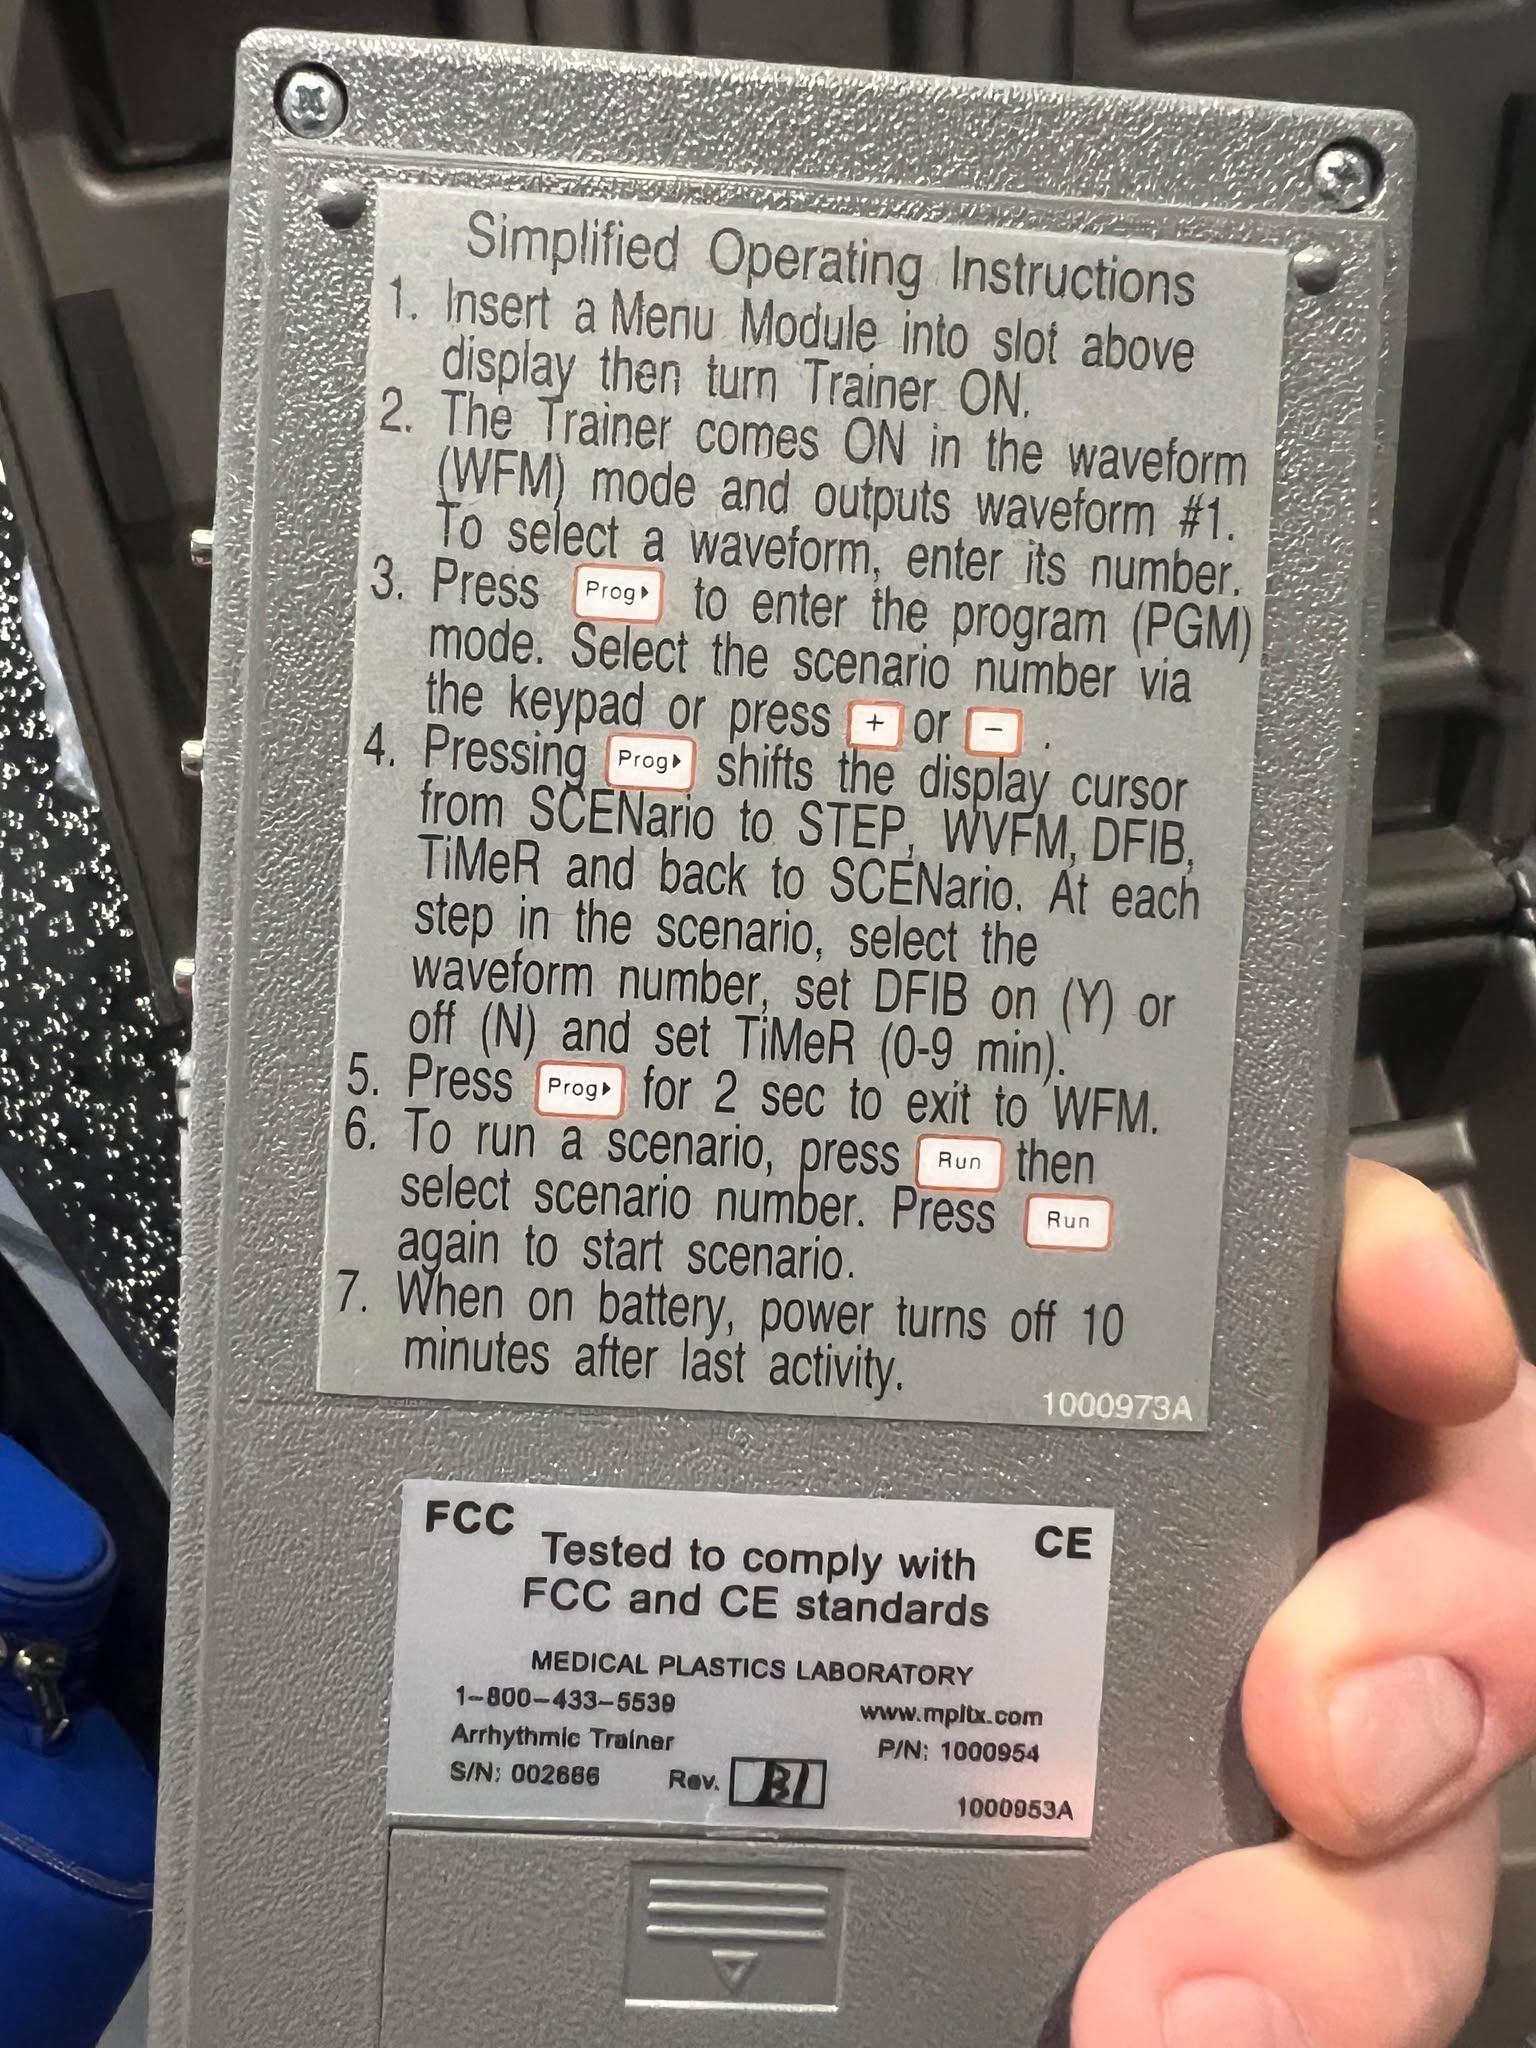 Simplified Operating Instructions
1. Insert a Menu Module into slot above
display then turn Trainer ON.
2. The Trainer comes ON in the waveform
(WFM) mode and outputs waveform #1.
To select a waveform, enter its number.
3. Press Prog▸ to enter the program (PGM)
mode. Select the scenario number via
the keypad or press + or − .
4. Pressing Prog▸ shifts the display cursor
from SCENario to STEP, WVFM, DFIB,
TiMeR and back to SCENario. At each
step in the scenario, select the
waveform number, set DFIB on (Y) or
off (N) and set TiMeR (0-9 min).
5. Press Prog▸ for 2 sec to exit to WFM.
6. To run a scenario, press Run then
select scenario number. Press Run
again to start scenario.
7. When on battery, power turns off 10
minutes after last activity.
1000973A
FCC CE
Tested to comply with
FCC and CE standards
MEDICAL PLASTICS LABORATORY
1-800-433-5539 www.mpltx.com
Arrhythmic Trainer P/N: 1000954
S/N: 002666 Rev. B1
1000953A